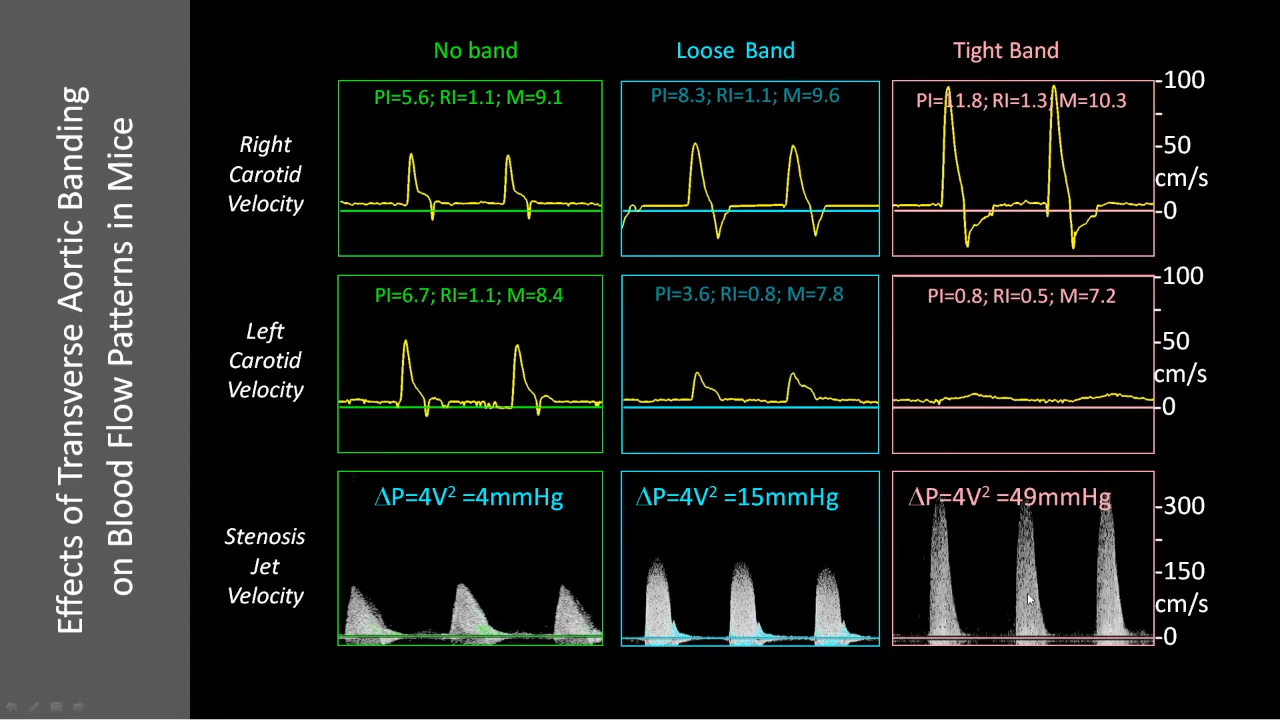 Effects of Transverse Aortic Banding
on Blood Flow Patterns in Mice
No band
Loose Band
Tight Band
Right
Carotid
Velocity
PI=5.6; RI=1.1; M=9.1
PI=8.3; RI=1.1; M=9.6
PI=11.8; RI=1.3; M=10.3
-100
-
-50
cm/s
-0
Left
Carotid
Velocity
PI=6.7; RI=1.1; M=8.4
PI=3.6; RI=0.8; M=7.8
PI=0.8; RI=0.5; M=7.2
-100
-
-50
cm/s
-0
Stenosis
Jet
Velocity
ΔP=4V² =4mmHg
ΔP=4V² =15mmHg
ΔP=4V² =49mmHg
-300
-
-150
cm/s
-0